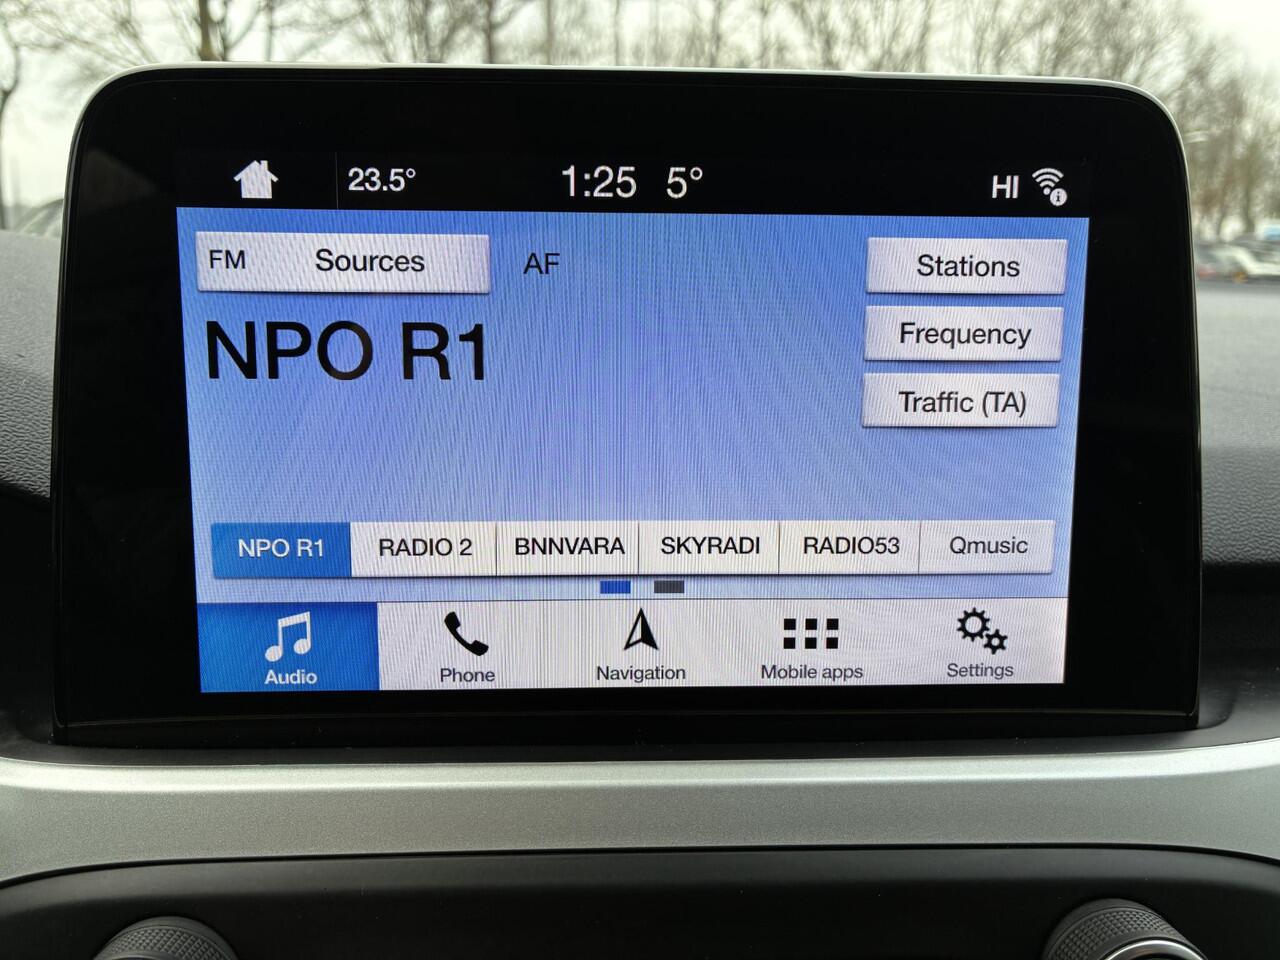 23.5° 1:25 5° HI
FM Sources AF Stations
NPO R1
Frequency
Traffic (TA)
NPO R1 RADIO 2 BNNVARA SKYRADI RADIO53 Qmusic
Audio Phone Navigation Mobile apps Settings